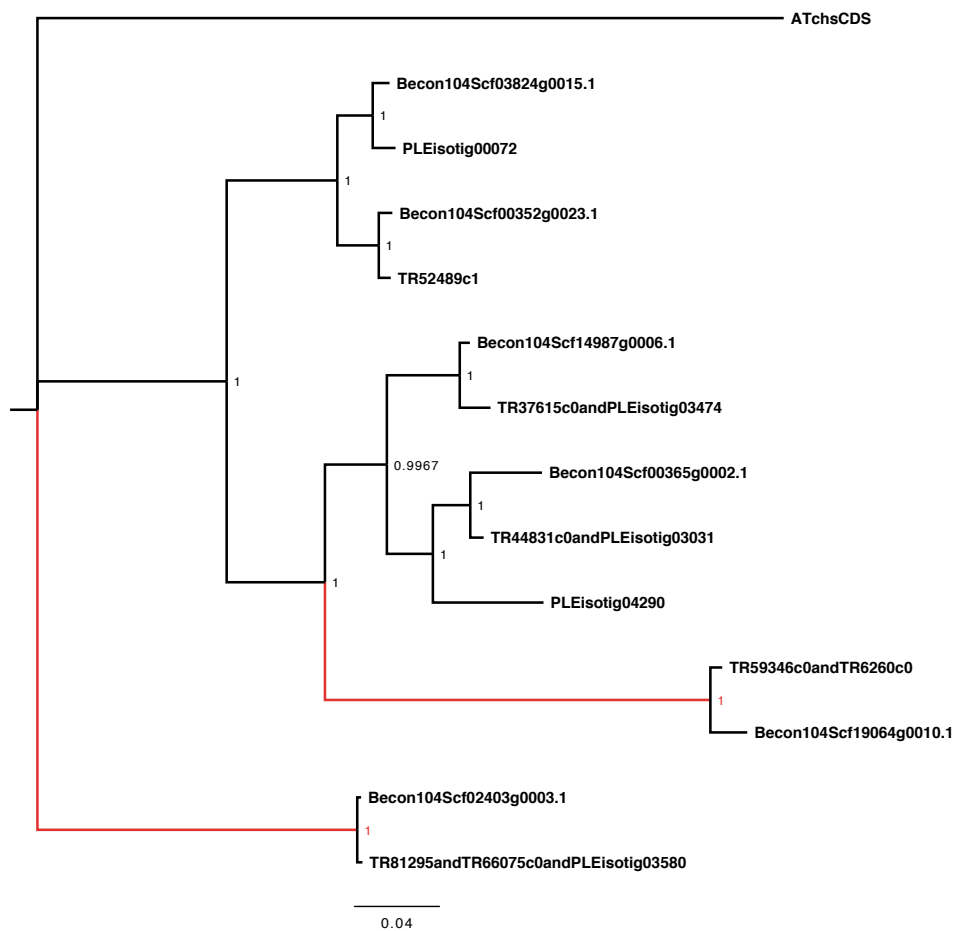 ATchsCDS
Becon104Scf03824g0015.1
1
PLEisotig00072
1
Becon104Scf00352g0023.1
1
TR52489c1
Becon104Scf14987g0006.1
1
1
TR37615c0andPLEisotig03474
0.9967
Becon104Scf00365g0002.1
1
TR44831c0andPLEisotig03031
1
1
PLEisotig04290
TR59346c0andTR6260c0
1
Becon104Scf19064g0010.1
Becon104Scf02403g0003.1
1
TR81295andTR66075c0andPLEisotig03580
0.04